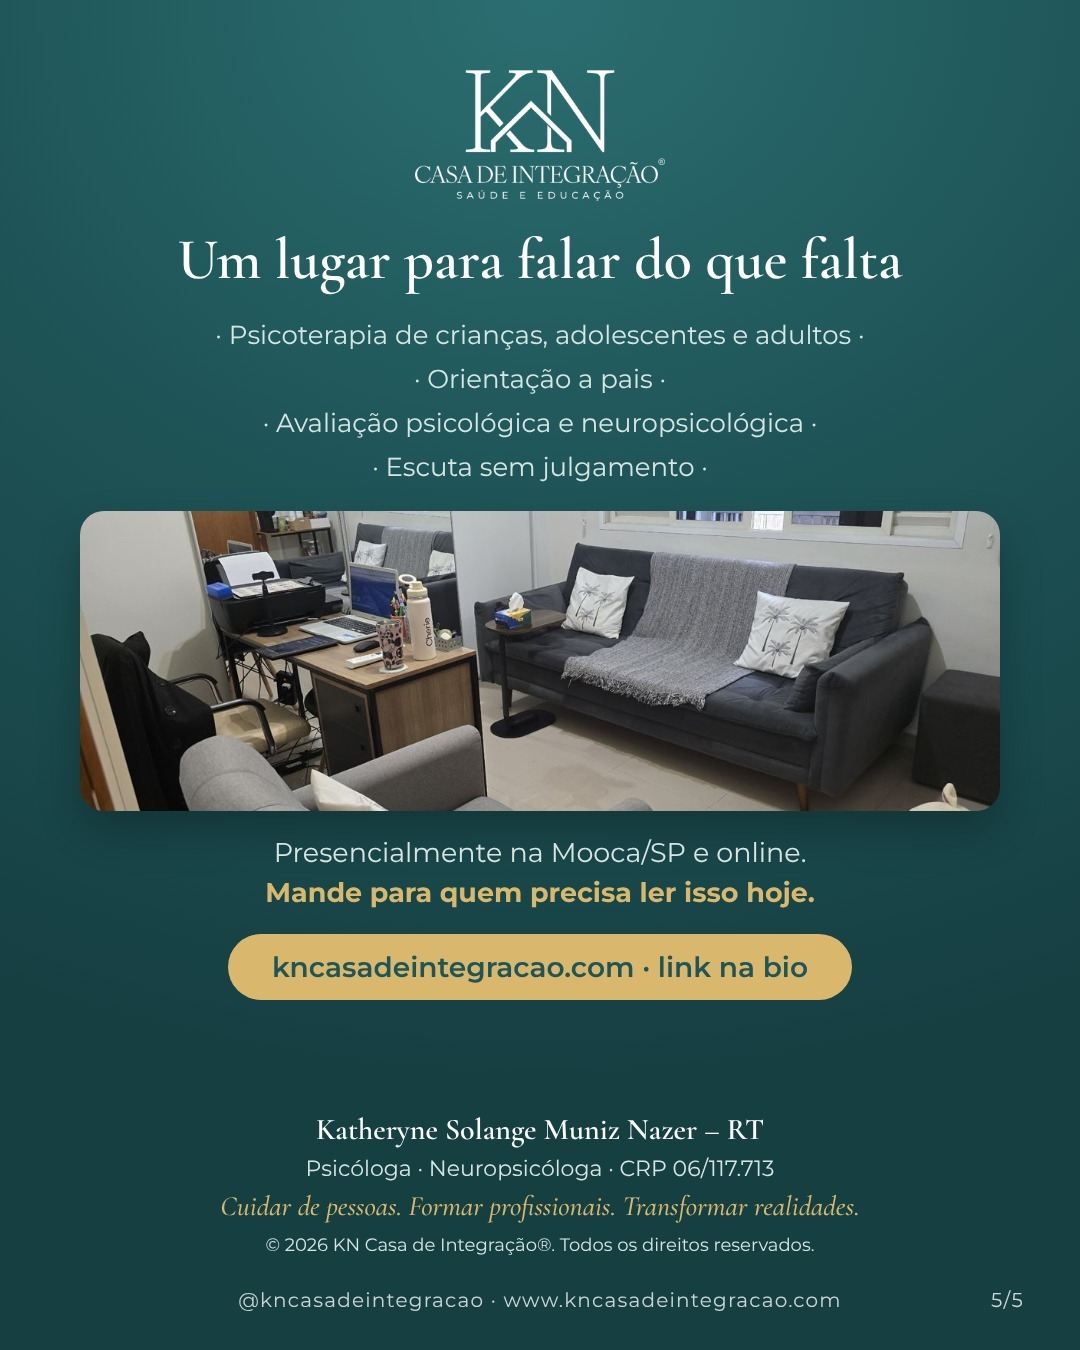 KN
CASA DE INTEGRAÇÃO®
SAÚDE E EDUCAÇÃO
Um lugar para falar do que falta
· Psicoterapia de crianças, adolescentes e adultos ·
· Orientação a pais ·
· Avaliação psicológica e neuropsicológica ·
· Escuta sem julgamento ·
Cherie
Presencialmente na Mooca/SP e online.
Mande para quem precisa ler isso hoje.
kncasadeintegracao.com · link na bio
Katheryne Solange Muniz Nazer – RT
Psicóloga · Neuropsicóloga · CRP 06/117.713
Cuidar de pessoas. Formar profissionais. Transformar realidades.
© 2026 KN Casa de Integração®. Todos os direitos reservados.
@kncasadeintegracao · www.kncasadeintegracao.com
5/5